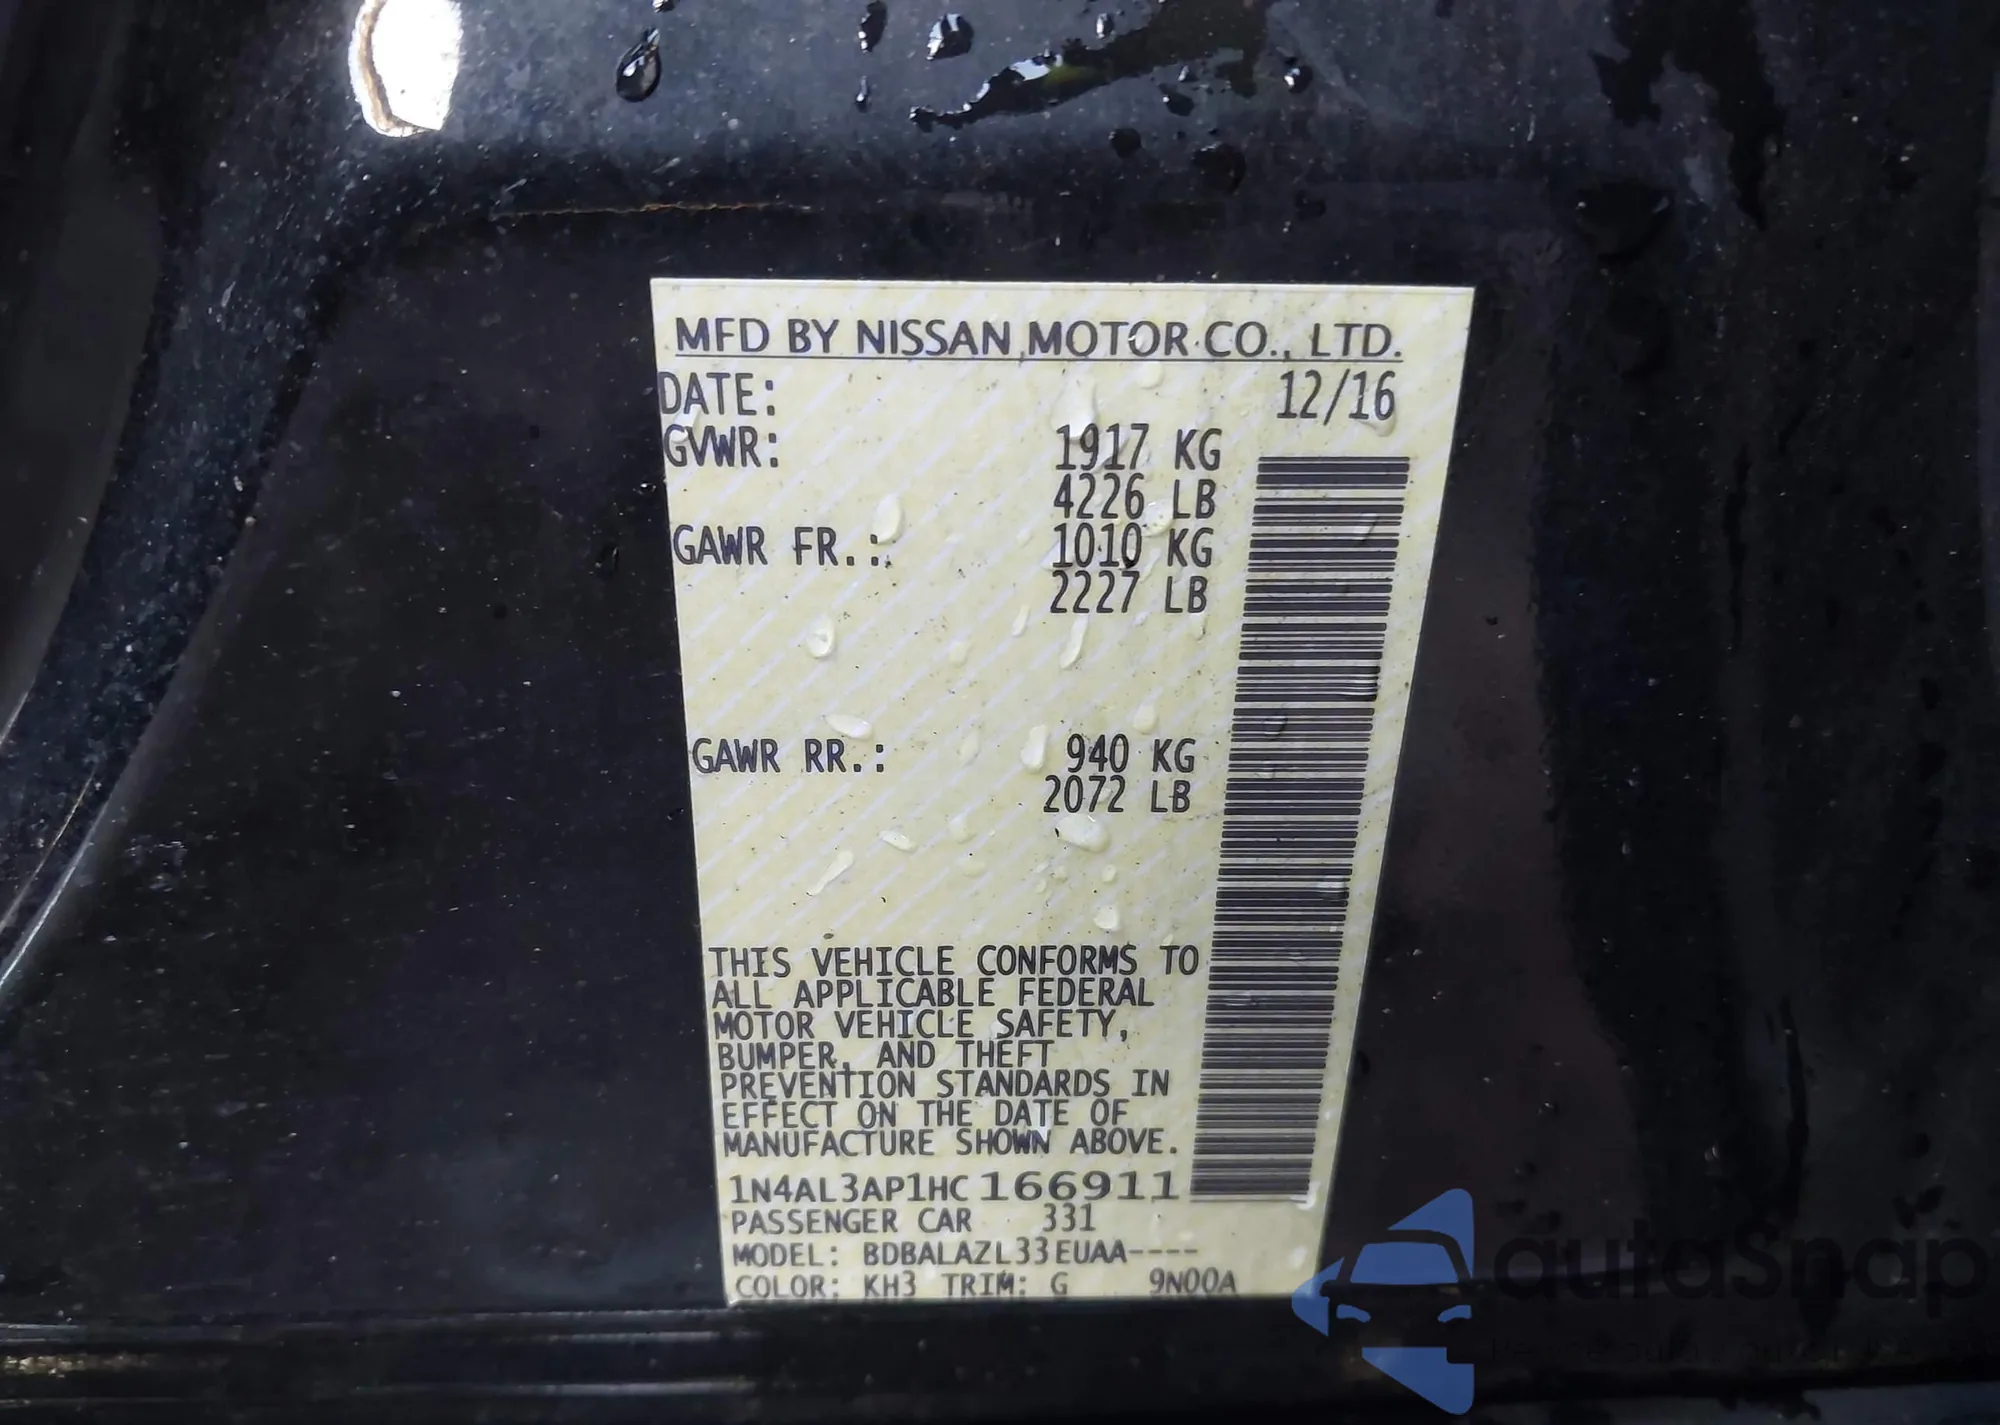 MFD BY NISSAN MOTOR CO., LTD.
DATE: 12/16
GVWR: 1917 KG
4226 LB
GAWR FR.: 1010 KG
2227 LB
GAWR RR.: 940 KG
2072 LB
THIS VEHICLE CONFORMS TO
ALL APPLICABLE FEDERAL
MOTOR VEHICLE SAFETY,
BUMPER, AND THEFT
PREVENTION STANDARDS IN
EFFECT ON THE DATE OF
MANUFACTURE SHOWN ABOVE.
1N4AL3AP1HC166911
PASSENGER CAR 331
MODEL: BDBALAZL33EUAA----
COLOR: KH3 TRIM: G 9N00A